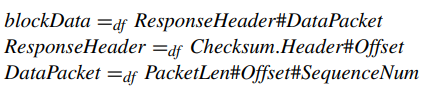 blockData =df ResponseHeader#DataPacket
ResponseHeader =df Checksum.Header#Offset
DataPacket =df PacketLen#Offset#SequenceNum